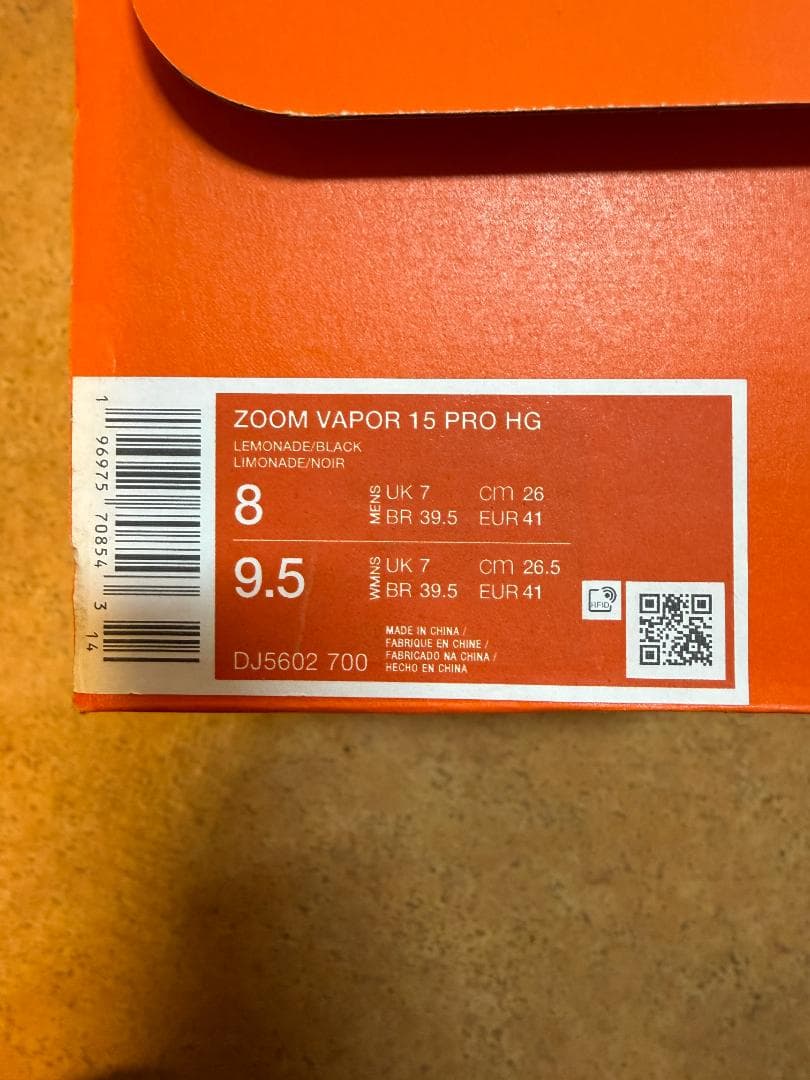 1 96975 70854 3 14
ZOOM VAPOR 15 PRO HG
LEMONADE/BLACK
LIMONADE/NOIR
8 MENS UK 7 cm 26
BR 39.5 EUR 41
9.5 WMNS UK 7 cm 26.5
BR 39.5 EUR 41
RFID
DJ5602 700
MADE IN CHINA /
FABRIQUE EN CHINE /
FABRICADO NA CHINA /
HECHO EN CHINA